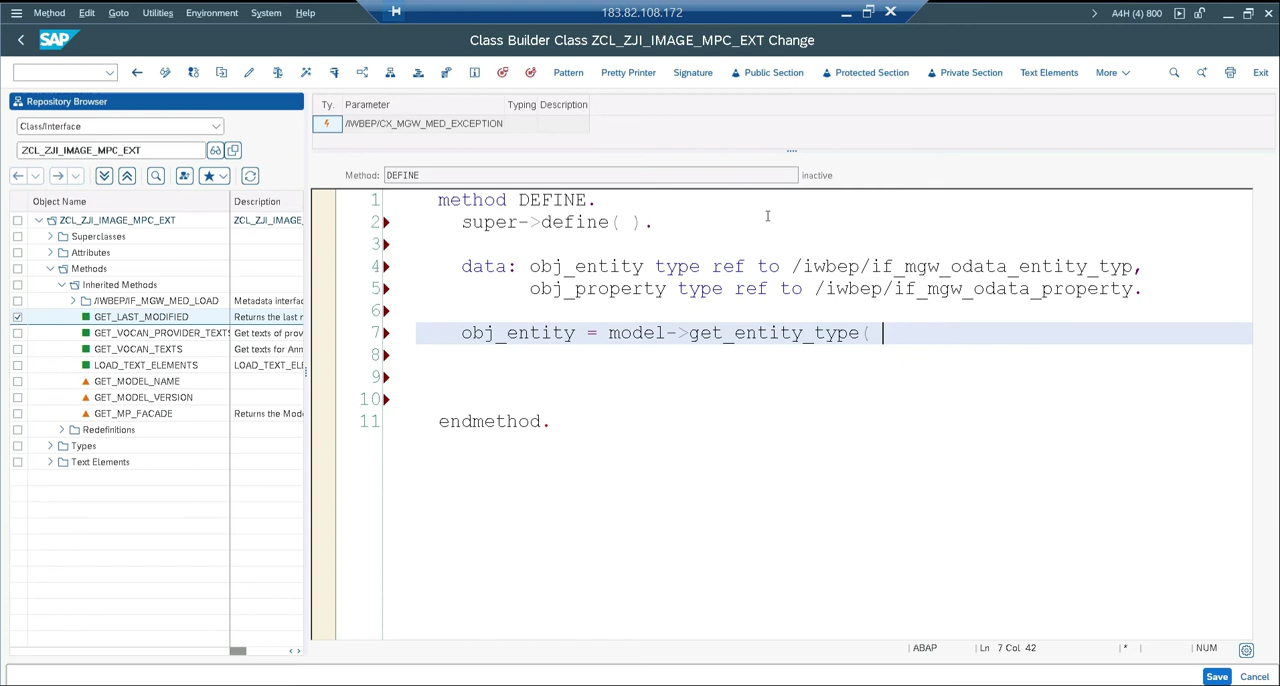 Method Edit Goto Utilities Environment System Help 183.82.108.172 A4H (4) 800
SAP Class Builder Class ZCL_ZJI_IMAGE_MPC_EXT Change
Pattern Pretty Printer Signature Public Section Protected Section Private Section Text Elements More Exit
Repository Browser
Class/Interface
ZCL_ZJI_IMAGE_MPC_EXT
Object Name Description
ZCL_ZJI_IMAGE_MPC_EXT ZCL_ZJI_IMAGE_
Superclasses
Attributes
Methods
Inherited Methods
/IWBEP/IF_MGW_MED_LOAD Metadata interfac
GET_LAST_MODIFIED Returns the last m
GET_VOCAN_PROVIDER_TEXTS Get texts of prov
GET_VOCAN_TEXTS Get texts for Ann
LOAD_TEXT_ELEMENTS LOAD_TEXT_ELE
GET_MODEL_NAME
GET_MODEL_VERSION
GET_MP_FACADE Returns the Mode
Redefinitions
Types
Text Elements
Ty. Parameter Typing Description
/IWBEP/CX_MGW_MED_EXCEPTION
Method: DEFINE inactive
1 method DEFINE.
2 super->define( ).
3
4 data: obj_entity type ref to /iwbep/if_mgw_odata_entity_typ,
5 obj_property type ref to /iwbep/if_mgw_odata_property.
6
7 obj_entity = model->get_entity_type(
8
9
10
11 endmethod.
ABAP Ln 7 Col 42 * NUM
Save Cancel